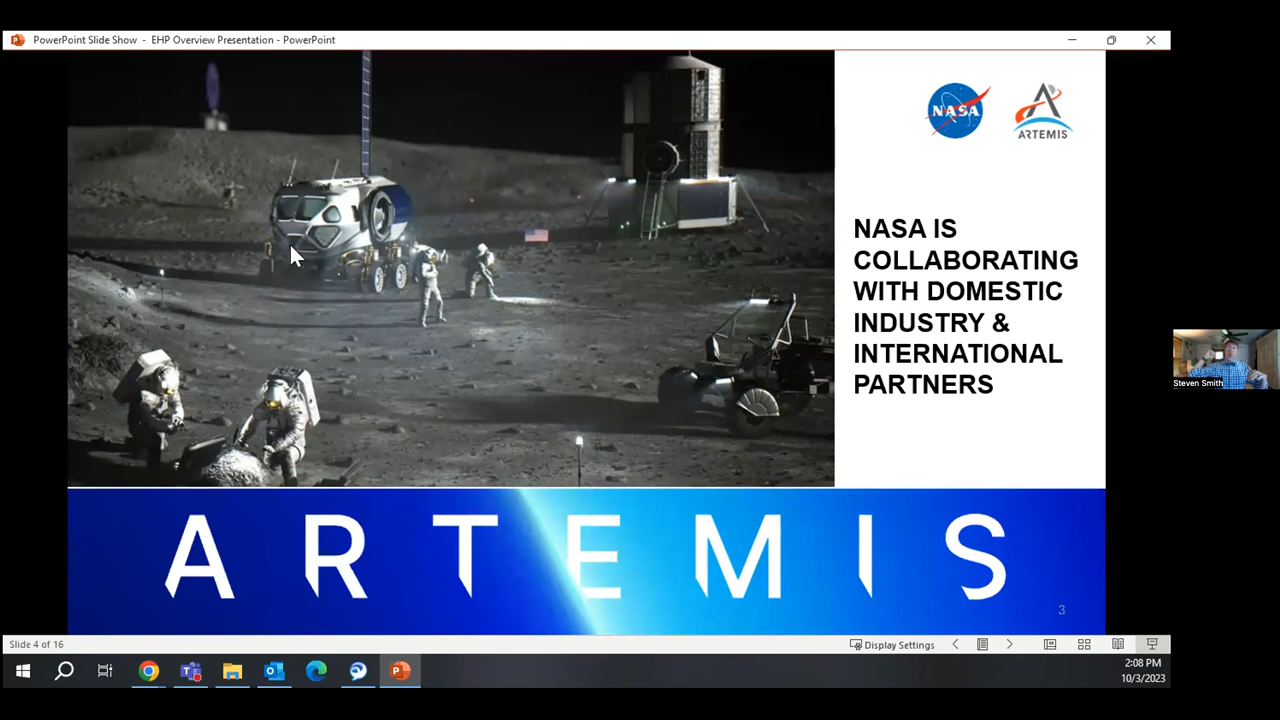 PowerPoint Slide Show - EHP Overview Presentation - PowerPoint
NASA
ARTEMIS
NASA IS
COLLABORATING
WITH DOMESTIC
INDUSTRY &
INTERNATIONAL
PARTNERS
Steven Smith
ARTEMIS
3
Slide 4 of 16
Display Settings
2:08 PM
10/3/2023